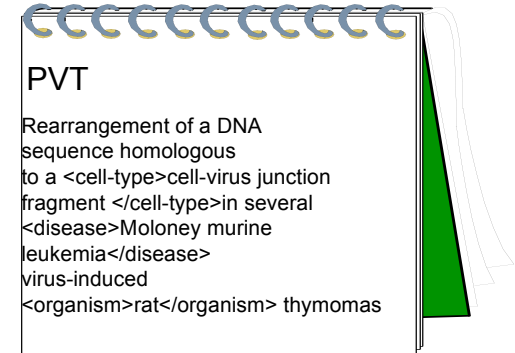 PVT
Rearrangement of a DNA
sequence homologous
to a <cell-type>cell-virus junction
fragment </cell-type>in several
<disease>Moloney murine
leukemia</disease>
virus-induced
<organism>rat</organism> thymomas